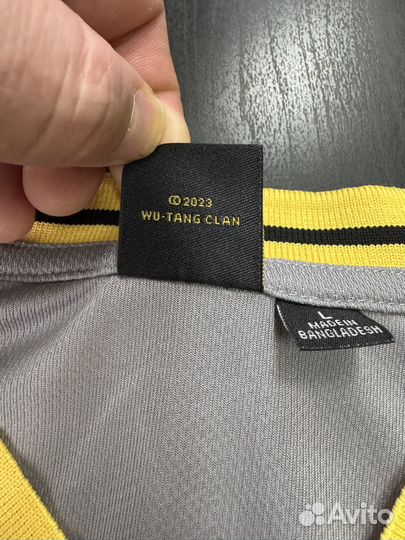 © 2023
WU-TANG CLAN
L
MADE IN
BANGLADESH
Avito